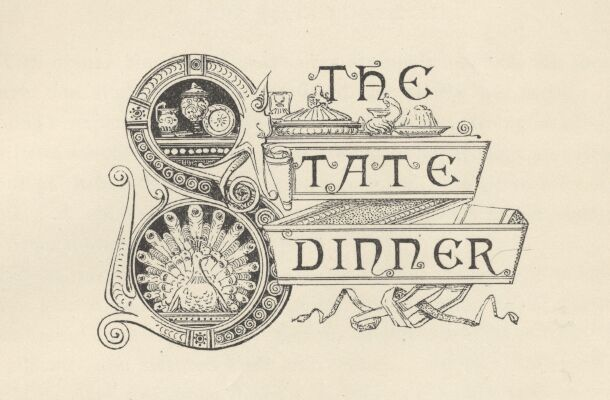 THE
STATE
DINNER